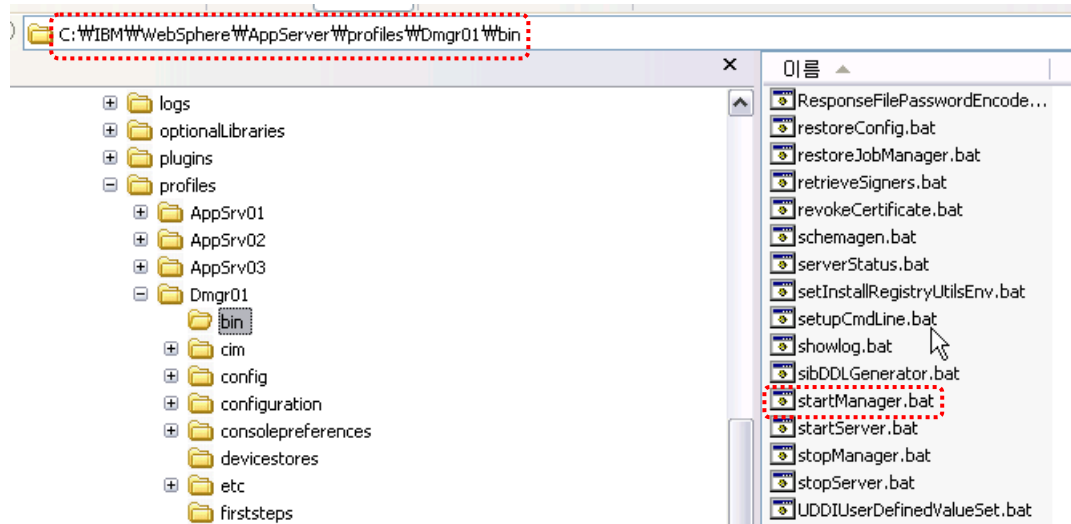 C:₩IBM₩WebSphere₩AppServer₩profiles₩Dmgr01₩bin
logs
optionalLibraries
plugins
profiles
AppSrv01
AppSrv02
AppSrv03
Dmgr01
bin
cim
config
configuration
consolepreferences
devicestores
etc
firststeps
이름
ResponseFilePasswordEncode...
restoreConfig.bat
restoreJobManager.bat
retrieveSigners.bat
revokeCertificate.bat
schemagen.bat
serverStatus.bat
setInstallRegistryUtilsEnv.bat
setupCmdLine.bat
showlog.bat
sibDDLGenerator.bat
startManager.bat
startServer.bat
stopManager.bat
stopServer.bat
UDDIUserDefinedValueSet.bat